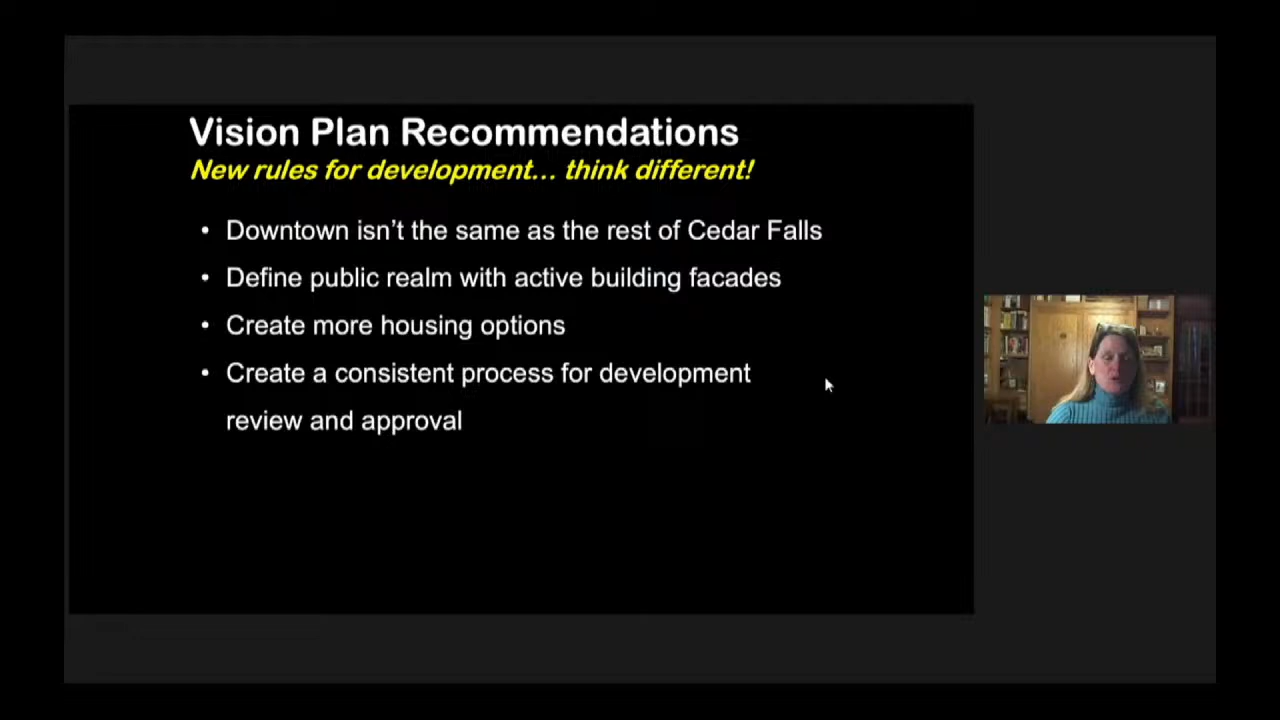 Vision Plan Recommendations
New rules for development... think different!
• Downtown isn't the same as the rest of Cedar Falls
• Define public realm with active building facades
• Create more housing options
• Create a consistent process for development
review and approval